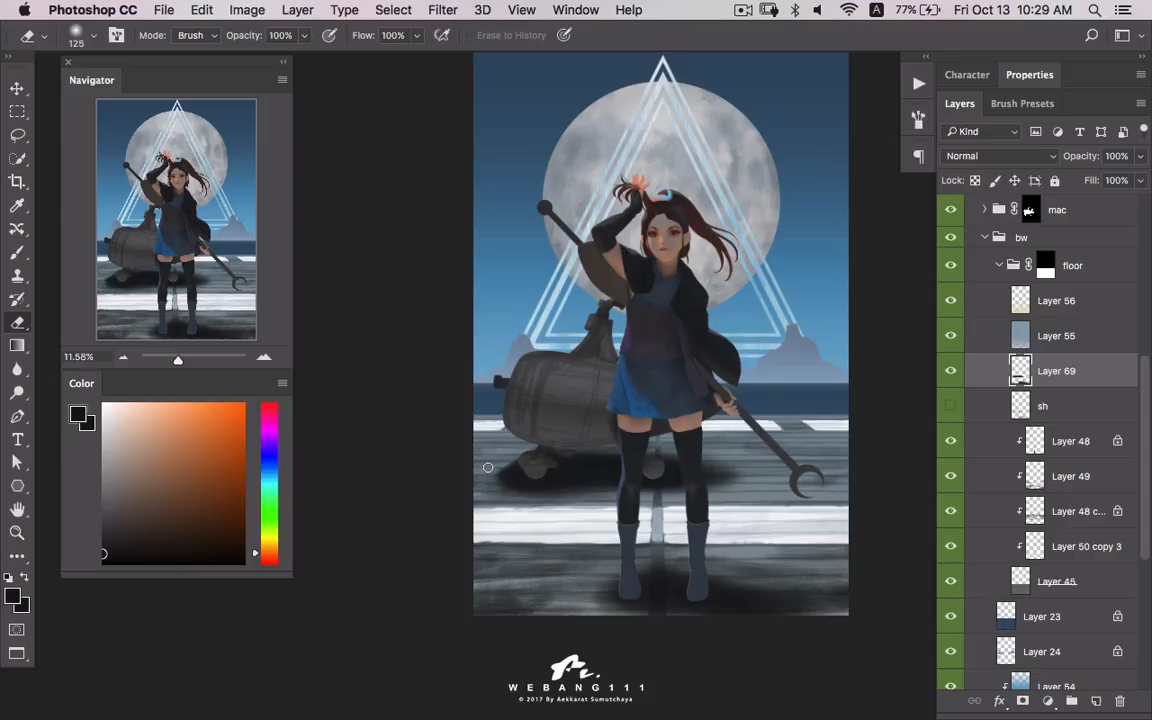 Photoshop CC File Edit Image Layer Type Select Filter 3D View Window Help A 77% Fri Oct 13 10:29 AM
125 Mode: Brush Opacity: 100% Flow: 100% Erase to History
Navigator
11.58%
Color
Character Properties
Layers Brush Presets
Kind
Normal Opacity: 100%
Lock: Fill: 100%
mac
bw
floor
Layer 56
Layer 55
Layer 69
sh
Layer 48
Layer 49
Layer 48 c...
Layer 50 copy 3
Layer 45
Layer 23
Layer 24
Layer 54
WEBANG111
© 2017 By Aekkarat Sumutchaya